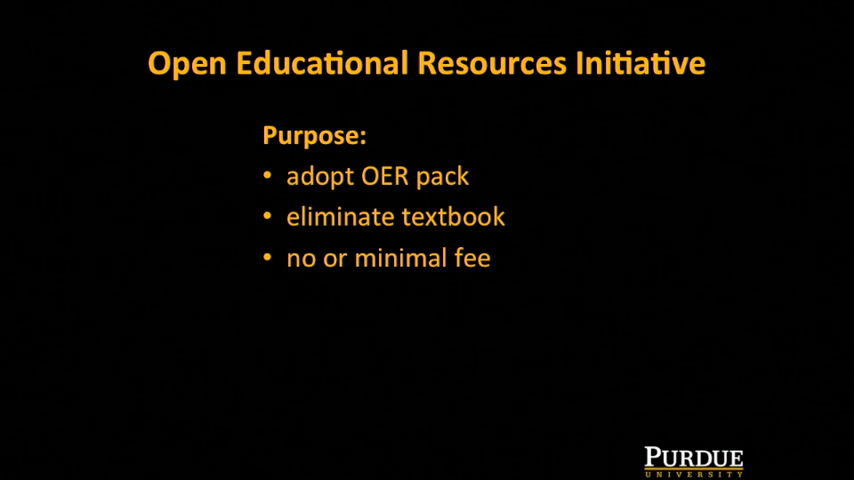 Open Educational Resources Initiative
Purpose:
• adopt OER pack
• eliminate textbook
• no or minimal fee
PURDUE
UNIVERSITY